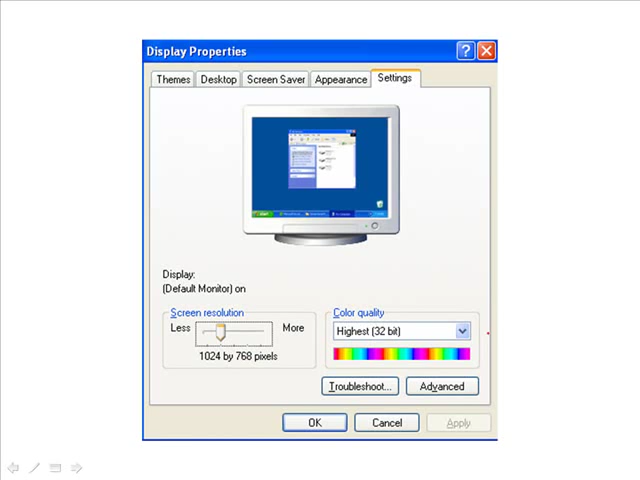 Display Properties
Themes Desktop Screen Saver Appearance Settings
Display:
(Default Monitor) on
Screen resolution
Less More
1024 by 768 pixels
Color quality
Highest (32 bit)
Troubleshoot... Advanced
OK Cancel Apply